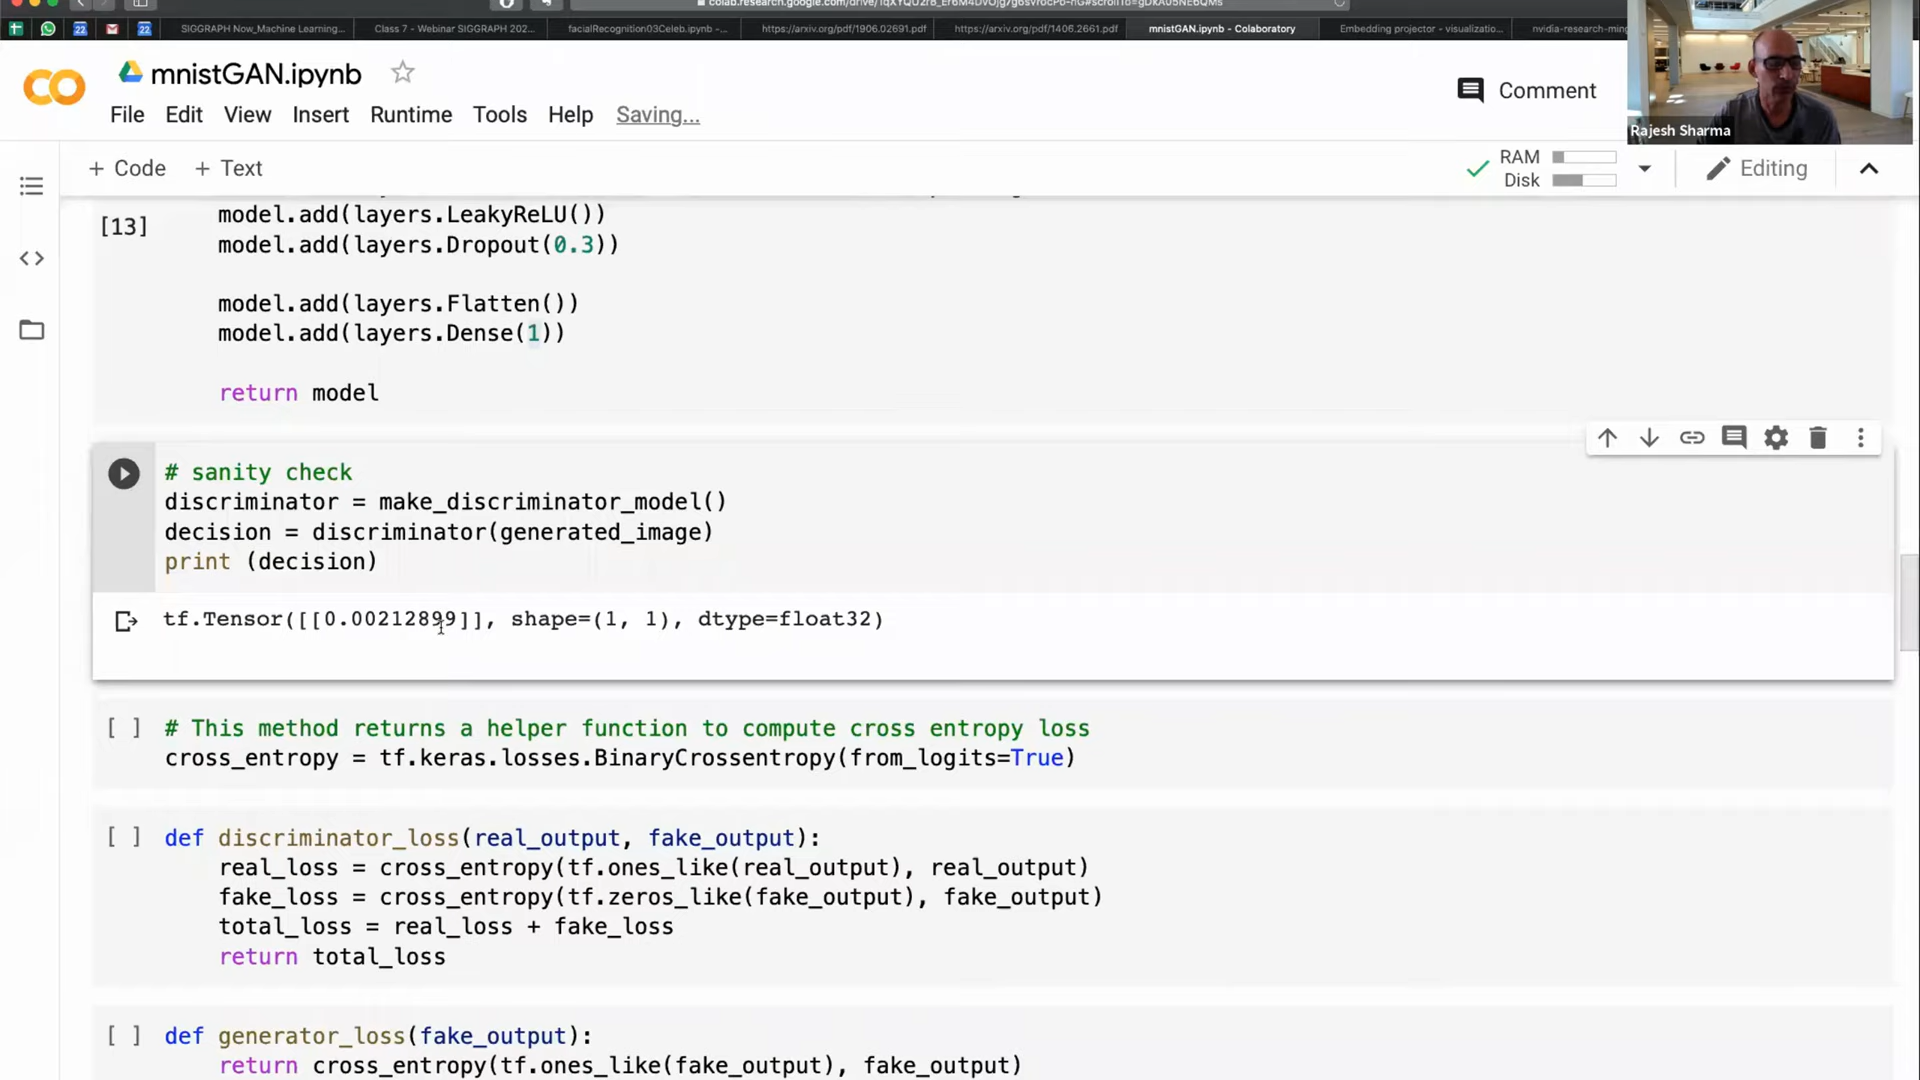 colab.research.google.com/drive/
SIGGRAPH Now_Machine Learning...
Class 7 - Webinar SIGGRAPH 202...
facialRecognition03Celeb.ipynb -...
https://arxiv.org/pdf/1906.02691.pdf
https://arxiv.org/pdf/1406.2661.pdf
mnistGAN.ipynb - Colaboratory
Embedding projector - visualizatio...
nvidia-research-ming
22
22
mnistGAN.ipynb
Comment
Rajesh Sharma
File Edit View Insert Runtime Tools Help Saving...
+ Code + Text
RAM
Disk
Editing
[13]
model.add(layers.LeakyReLU())
model.add(layers.Dropout(0.3))
model.add(layers.Flatten())
model.add(layers.Dense(1))
return model
# sanity check
discriminator = make_discriminator_model()
decision = discriminator(generated_image)
print (decision)
tf.Tensor([[0.00212899]], shape=(1, 1), dtype=float32)
[ ] # This method returns a helper function to compute cross entropy loss
cross_entropy = tf.keras.losses.BinaryCrossentropy(from_logits=True)
[ ] def discriminator_loss(real_output, fake_output):
real_loss = cross_entropy(tf.ones_like(real_output), real_output)
fake_loss = cross_entropy(tf.zeros_like(fake_output), fake_output)
total_loss = real_loss + fake_loss
return total_loss
[ ] def generator_loss(fake_output):
return cross_entropy(tf.ones_like(fake_output), fake_output)